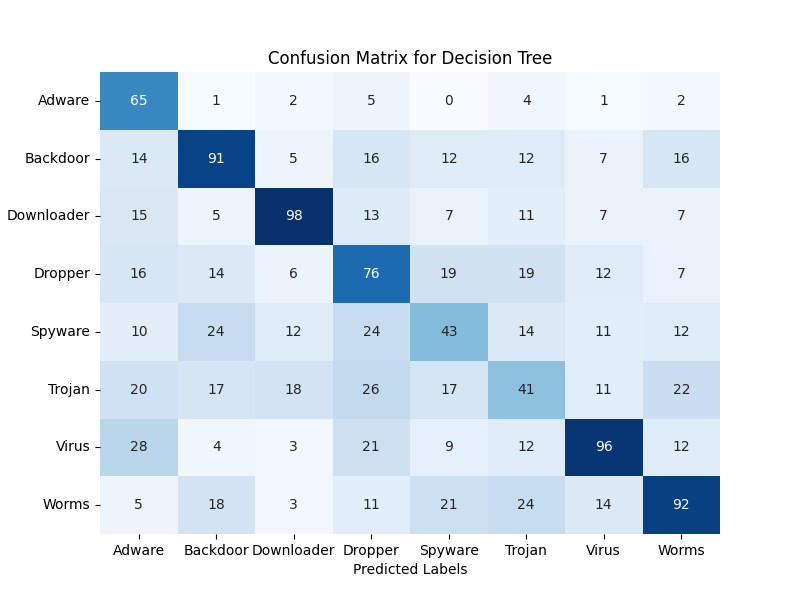 Confusion Matrix for Decision Tree
Adware 65 1 2 5 0 4 1 2
Backdoor 14 91 5 16 12 12 7 16
Downloader 15 5 98 13 7 11 7 7
Dropper 16 14 6 76 19 19 12 7
Spyware 10 24 12 24 43 14 11 12
Trojan 20 17 18 26 17 41 11 22
Virus 28 4 3 21 9 12 96 12
Worms 5 18 3 11 21 24 14 92
Adware Backdoor Downloader Dropper Spyware Trojan Virus Worms
Predicted Labels